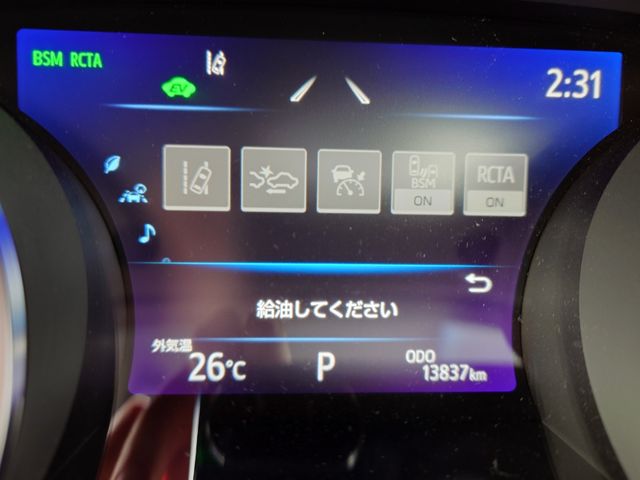 BSM RCTA
EV
2:31
BSM
ON
RCTA
ON
給油してください
外気温
26℃
P
ODO
13837km